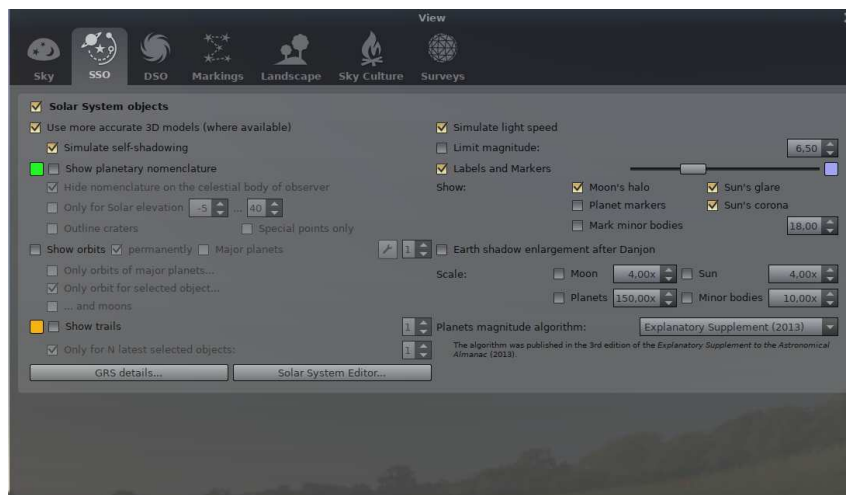 View
Sky SSO DSO Markings Landscape Sky Culture Surveys
Solar System objects
Use more accurate 3D models (where available)
Simulate self-shadowing
Show planetary nomenclature
Hide nomenclature on the celestial body of observer
Only for Solar elevation -5 ... 40
Outline craters Special points only
Show orbits permanently Major planets 1
Only orbits of major planets...
Only orbit for selected object...
... and moons
Show trails 1
Only for N latest selected objects: 1
GRS details... Solar System Editor...
Simulate light speed
Limit magnitude: 6,50
Labels and Markers
Show: Moon's halo Sun's glare
Planet markers Sun's corona
Mark minor bodies 18,00
Earth shadow enlargement after Danjon
Scale: Moon 4,00x Sun 4,00x
Planets 150,00x Minor bodies 10,00x
Planets magnitude algorithm: Explanatory Supplement (2013)
The algorithm was published in the 3rd edition of the Explanatory Supplement to the Astronomical
Almanac (2013).